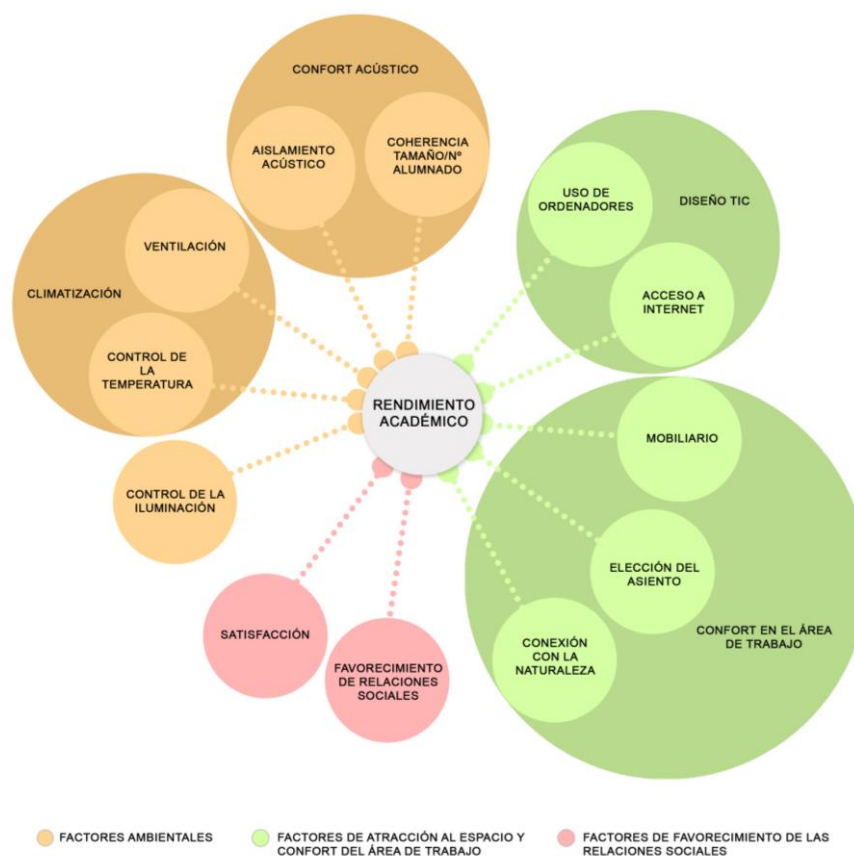 CONFORT ACÚSTICO
AISLAMIENTO
ACÚSTICO
COHERENCIA
TAMAÑO/Nº
ALUMNADO
USO DE
ORDENADORES
DISEÑO TIC
VENTILACIÓN
CLIMATIZACIÓN
ACCESO A
INTERNET
CONTROL DE
LA
TEMPERATURA
RENDIMIENTO
ACADÉMICO
MOBILIARIO
CONTROL DE LA
ILUMINACIÓN
ELECCIÓN DEL
ASIENTO
SATISFACCIÓN
CONFORT EN EL ÁREA
DE TRABAJO
CONEXIÓN
CON LA
NATURALEZA
FAVORECIMIENTO
DE RELACIONES
SOCIALES
FACTORES AMBIENTALES
FACTORES DE ATRACCIÓN AL ESPACIO Y
CONFORT DEL ÁREA DE TRABAJO
FACTORES DE FAVORECIMIENTO DE LAS
RELACIONES SOCIALES